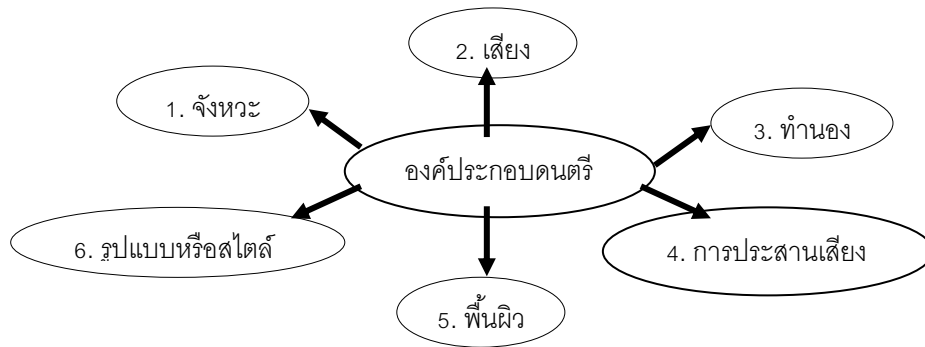 2. เสียง
1. จังหวะ
3. ทำนอง
องค์ประกอบดนตรี
6. รูปแบบหรือสไตล์
4. การประสานเสียง
5. พื้นผิว